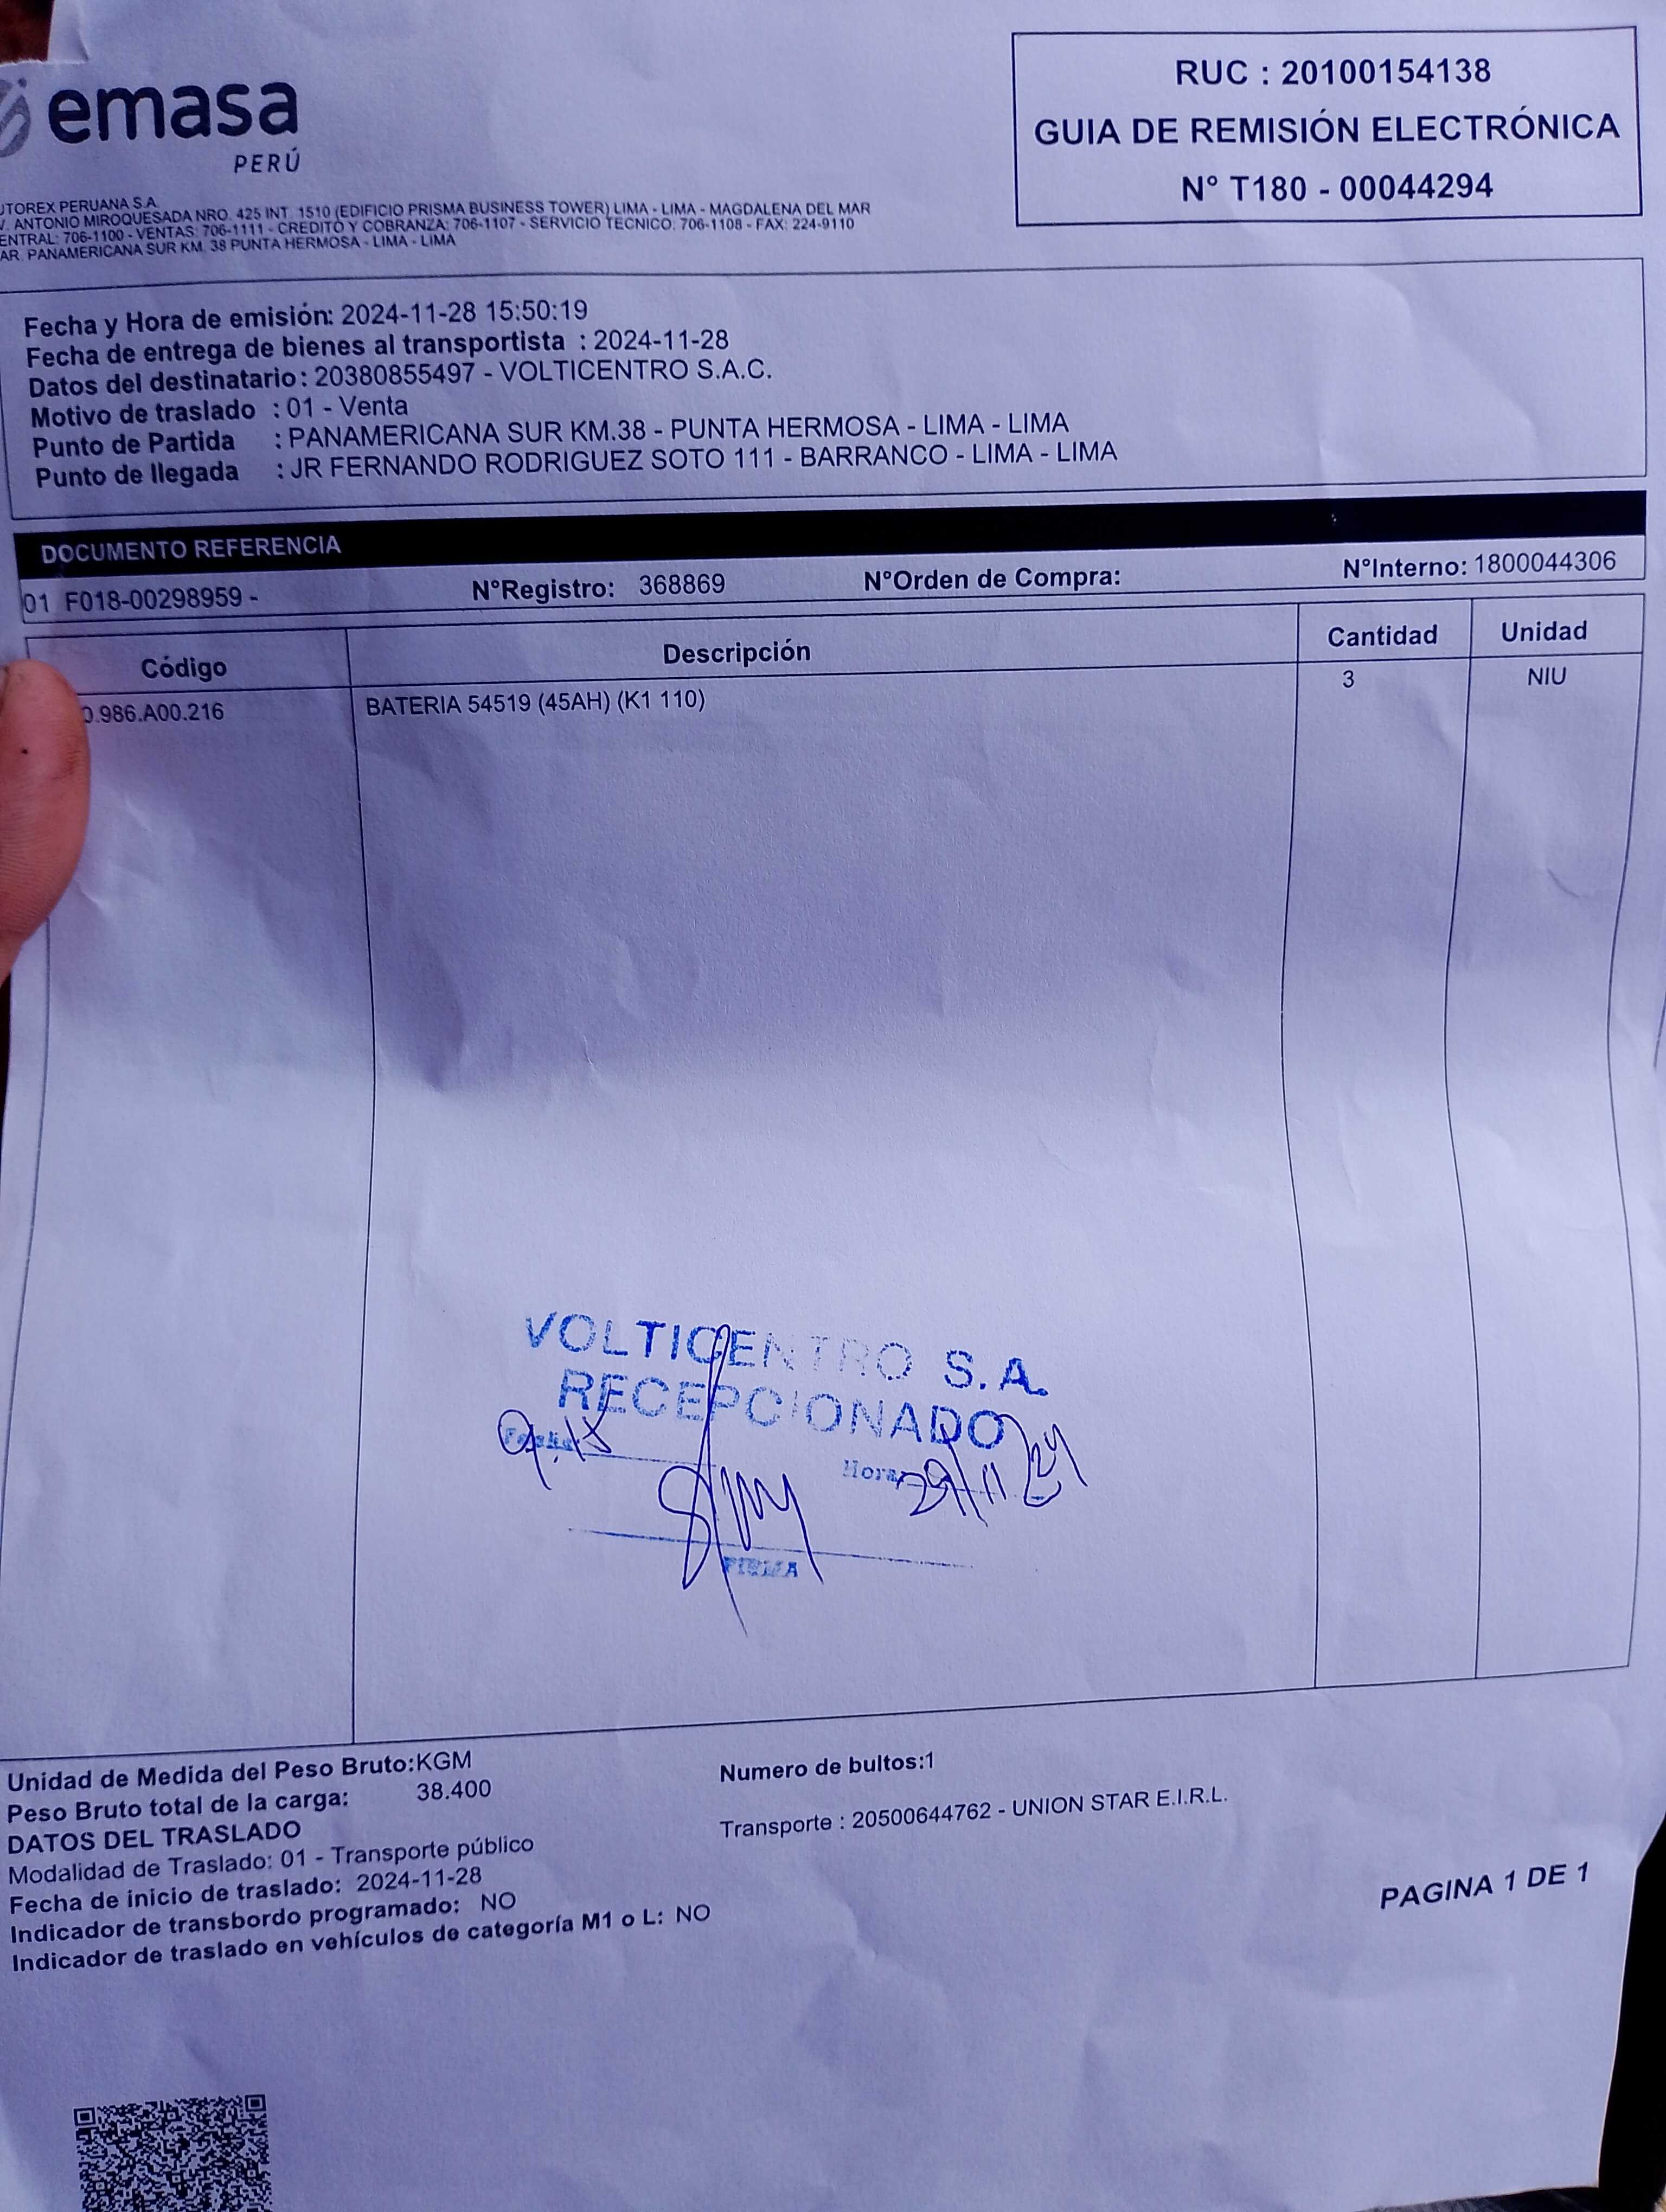 emasa
PERÚ
RUC : 20100154138
GUIA DE REMISIÓN ELECTRÓNICA
N° T180 - 00044294
UTOREX PERUANA S.A.
V. ANTONIO MIROQUESADA NRO. 425 INT. 1510 (EDIFICIO PRISMA BUSINESS TOWER) LIMA - LIMA - MAGDALENA DEL MAR
ENTRAL: 706-1100 - VENTAS: 706-1111 - CREDITO Y COBRANZA: 706-1107 - SERVICIO TECNICO: 706-1108 - FAX: 224-9110
AR. PANAMERICANA SUR KM. 38 PUNTA HERMOSA - LIMA - LIMA
Fecha y Hora de emisión: 2024-11-28 15:50:19
Fecha de entrega de bienes al transportista : 2024-11-28
Datos del destinatario: 20380855497 - VOLTICENTRO S.A.C.
Motivo de traslado : 01 - Venta
Punto de Partida : PANAMERICANA SUR KM.38 - PUNTA HERMOSA - LIMA - LIMA
Punto de llegada : JR FERNANDO RODRIGUEZ SOTO 111 - BARRANCO - LIMA - LIMA
DOCUMENTO REFERENCIA
01 F018-00298959 - N°Registro: 368869 N°Orden de Compra: N°Interno: 1800044306
Código Descripción Cantidad Unidad
0.986.A00.216 BATERIA 54519 (45AH) (K1 110) 3 NIU
VOLTICENTRO S.A.
RECEPCIONADO
Fecha Hora 29/11/24
FIRMA
Unidad de Medida del Peso Bruto:KGM Numero de bultos:1
Peso Bruto total de la carga: 38.400
DATOS DEL TRASLADO Transporte : 20500644762 - UNION STAR E.I.R.L.
Modalidad de Traslado: 01 - Transporte público
Fecha de inicio de traslado: 2024-11-28
Indicador de transbordo programado: NO
Indicador de traslado en vehículos de categoría M1 o L: NO
PAGINA 1 DE 1